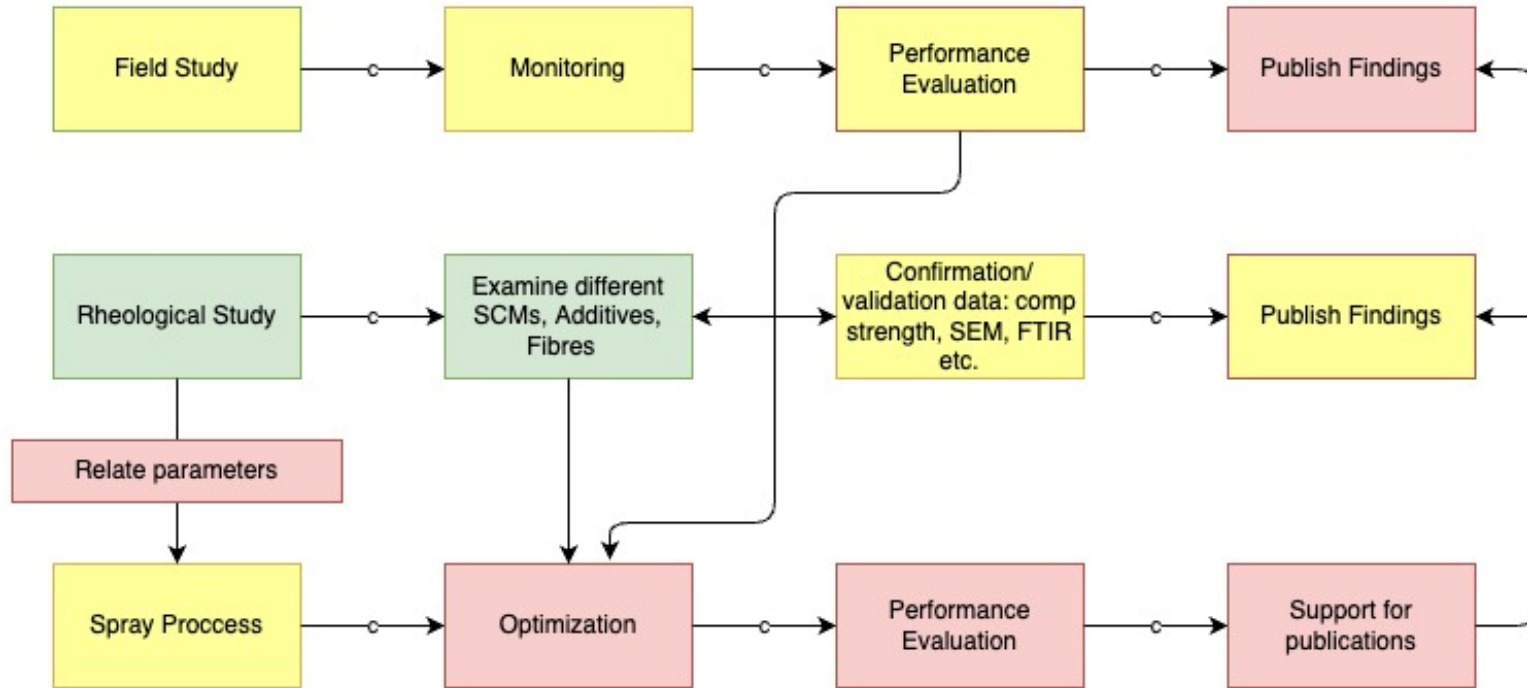 Field Study
c
Monitoring
c
Performance
Evaluation
c
Publish Findings
Rheological Study
c
Examine different
SCMs, Additives,
Fibres
Confirmation/
validation data: comp
strength, SEM, FTIR
etc.
c
Publish Findings
Relate parameters
Spray Proccess
c
Optimization
c
Performance
Evaluation
c
Support for
publications